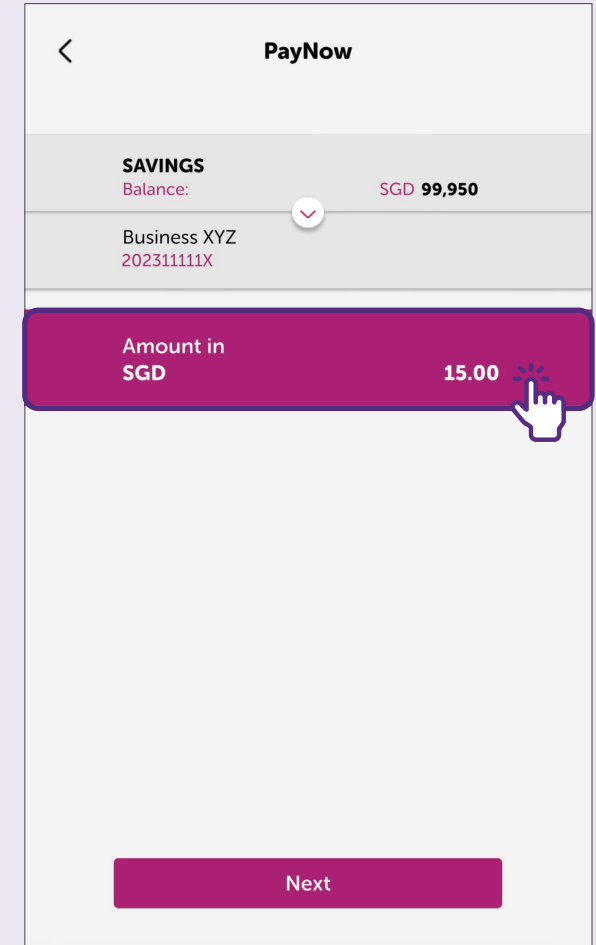 PayNow
SAVINGS
Balance: SGD 99,950
Business XYZ
202311111X
Amount in
SGD 15.00
Next